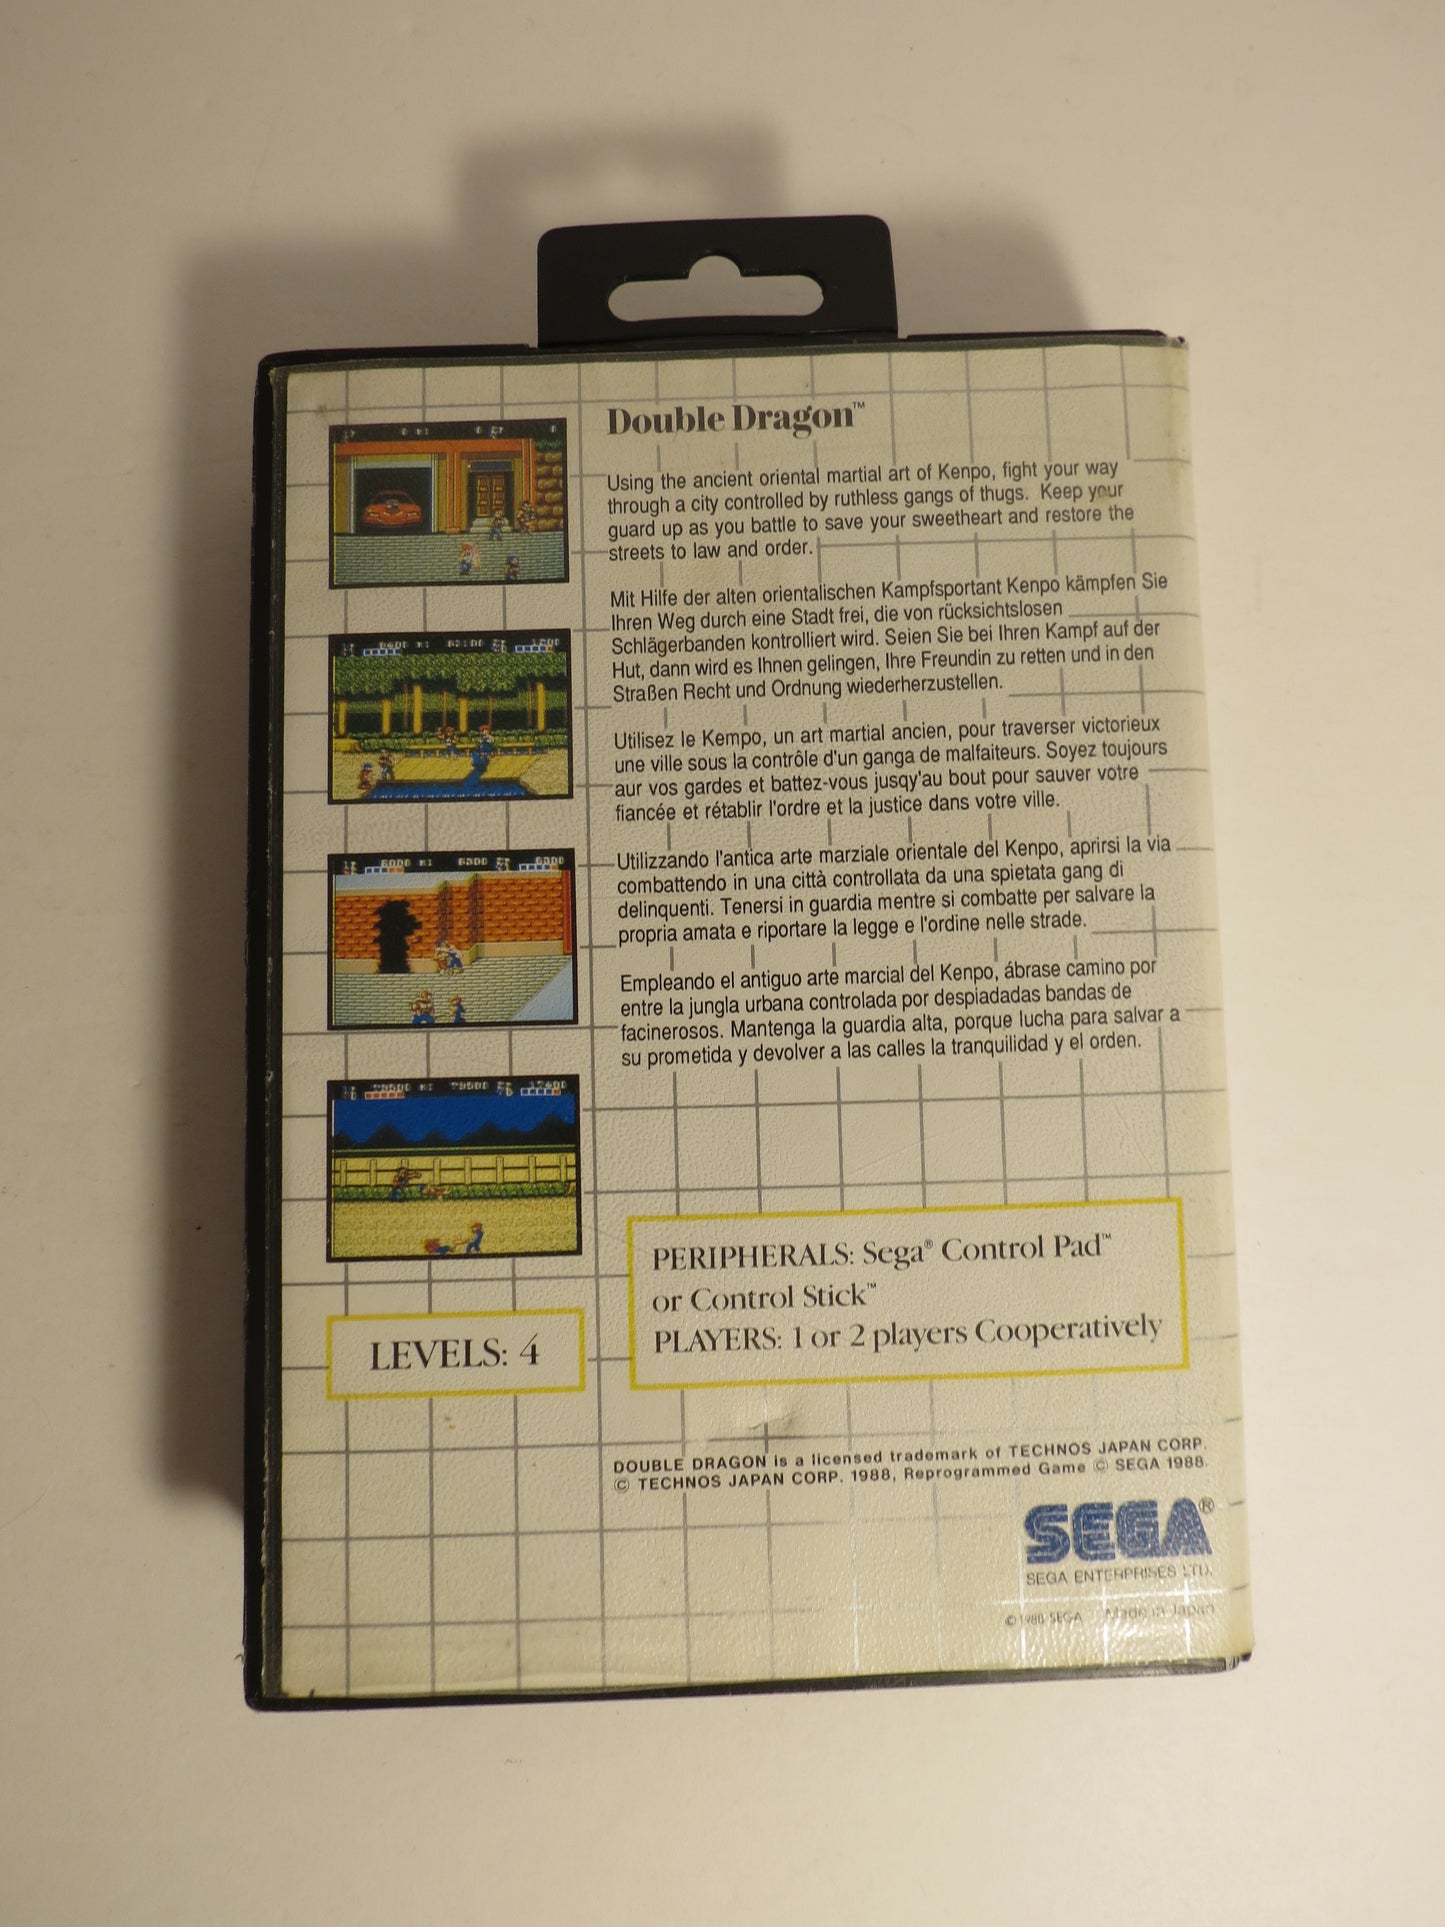 Double Dragon™
Using the ancient oriental martial art of Kenpo, fight your way
through a city controlled by ruthless gangs of thugs. Keep your
guard up as you battle to save your sweetheart and restore the
streets to law and order.
Mit Hilfe der alten orientalischen Kampfsportant Kenpo kämpfen Sie
Ihren Weg durch eine Stadt frei, die von rücksichtslosen
Schlägerbanden kontrolliert wird. Seien Sie bei Ihren Kampf auf der
Hut, dann wird es Ihnen gelingen, Ihre Freundin zu retten und in den
Straßen Recht und Ordnung wiederherzustellen.
Utilisez le Kempo, un art martial ancien, pour traverser victorieux
une ville sous la contrôle d'un ganga de malfaiteurs. Soyez toujours
aur vos gardes et battez-vous jusqy'au bout pour sauver votre
fiancée et rétablir l'ordre et la justice dans votre ville.
Utilizzando l'antica arte marziale orientale del Kenpo, aprirsi la via
combattendo in una città controllata da una spietata gang di
delinquenti. Tenersi in guardia mentre si combatte per salvare la
propria amata e riportare la legge e l'ordine nelle strade.
Empleando el antiguo arte marcial del Kenpo, ábrase camino por
entre la jungla urbana controlada por despiadadas bandas de
facinerosos. Mantenga la guardia alta, porque lucha para salvar a
su prometida y devolver a las calles la tranquilidad y el orden.
PERIPHERALS: Sega® Control Pad™
or Control Stick™
PLAYERS: 1 or 2 players Cooperatively
LEVELS: 4
DOUBLE DRAGON is a licensed trademark of TECHNOS JAPAN CORP.
© TECHNOS JAPAN CORP. 1988, Reprogrammed Game © SEGA 1988.
SEGA®
SEGA ENTERPRISES LTD.
©1988 SEGA Made in Japan